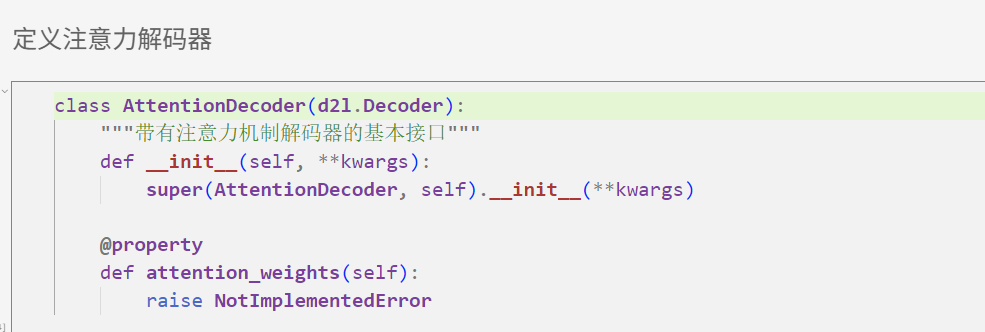 定义注意力解码器
class AttentionDecoder(d2l.Decoder):
    """带有注意力机制解码器的基本接口"""
    def __init__(self, **kwargs):
        super(AttentionDecoder, self).__init__(**kwargs)

    @property
    def attention_weights(self):
        raise NotImplementedError